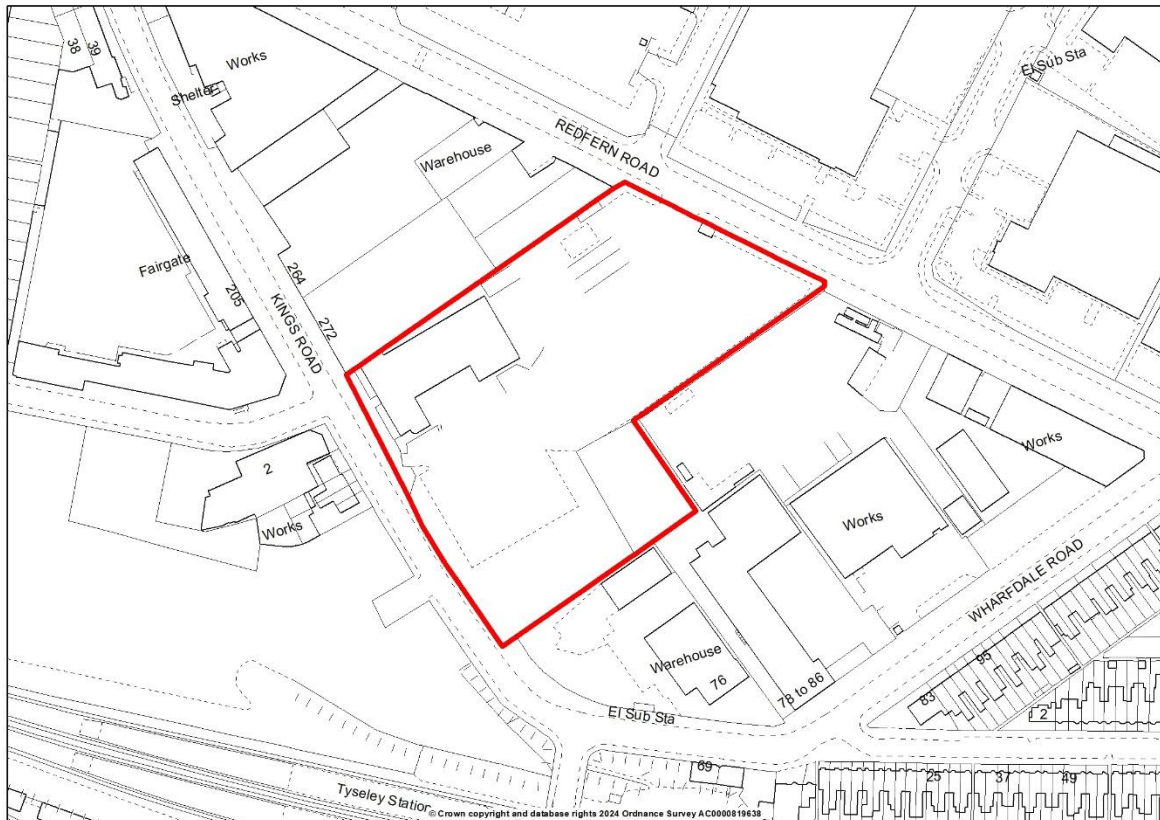 38
39
Works
Shelter
El Sub Sta
REDFERN ROAD
Warehouse
Fairgate
205
KINGS ROAD
264
272
2
Works
Works
Works
WHARFDALE ROAD
Warehouse
76
78 to 86
95
83
2
El Sub Sta
69
25
37
49
Tyseley Station
© Crown copyright and database rights 2024 Ordnance Survey AC0000819638